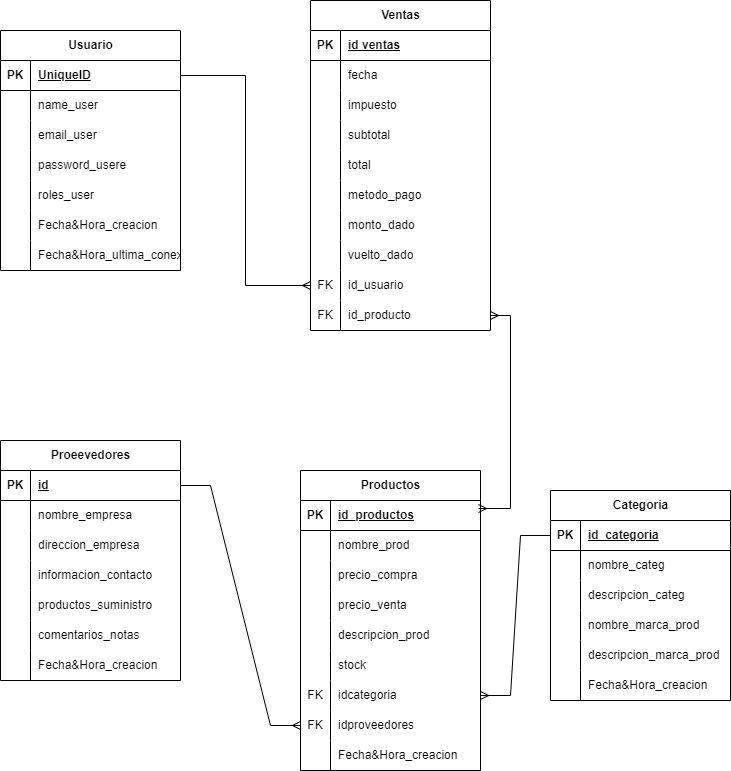 Usuario
PK UniqueID
name_user
email_user
password_usere
roles_user
Fecha&Hora_creacion
Fecha&Hora_ultima_conex
Ventas
PK id ventas
fecha
impuesto
subtotal
total
metodo_pago
monto_dado
vuelto_dado
FK id_usuario
FK id_producto
Proeevedores
PK id
nombre_empresa
direccion_empresa
informacion_contacto
productos_suministro
comentarios_notas
Fecha&Hora_creacion
Productos
PK id_productos
nombre_prod
precio_compra
precio_venta
descripcion_prod
stock
FK idcategoria
FK idproveedores
Fecha&Hora_creacion
Categoria
PK id_categoria
nombre_categ
descripcion_categ
nombre_marca_prod
descripcion_marca_prod
Fecha&Hora_creacion